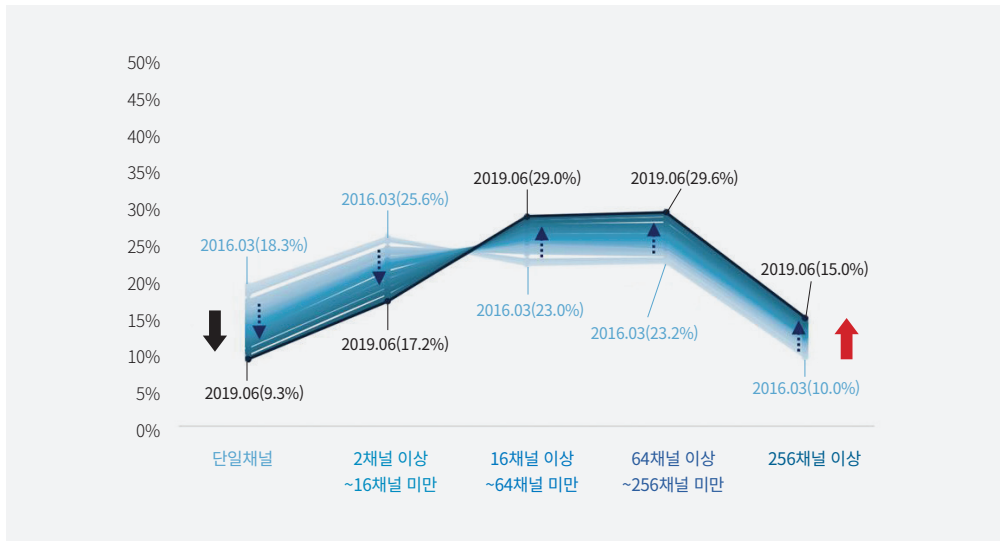 50%
45%
40%
35%
30%
25%
20%
15%
10%
5%
0%
2016.03(18.3%)
2019.06(9.3%)
2016.03(25.6%)
2019.06(17.2%)
2019.06(29.0%)
2016.03(23.0%)
2019.06(29.6%)
2016.03(23.2%)
2019.06(15.0%)
2016.03(10.0%)
단일채널
2채널 이상
~16채널 미만
16채널 이상
~64채널 미만
64채널 이상
~256채널 미만
256채널 이상